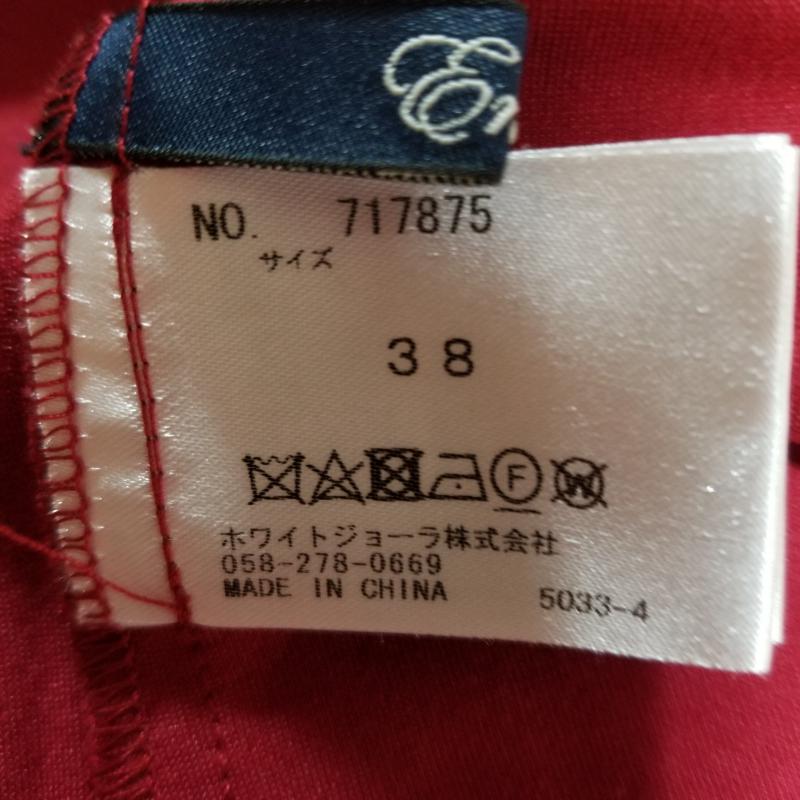 En
NO. 717875
サイズ
38
F W
ホワイトジョーラ株式会社
058-278-0669
MADE IN CHINA 5033-4